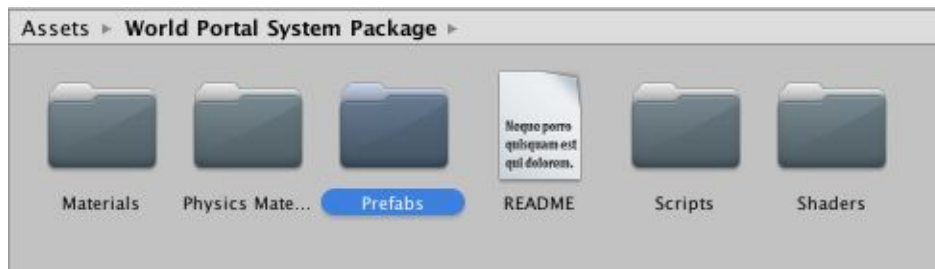 Assets ▸ World Portal System Package ▸
Neque porro
quisquam est
qui dolorem.
Materials
Physics Mate...
Prefabs
README
Scripts
Shaders